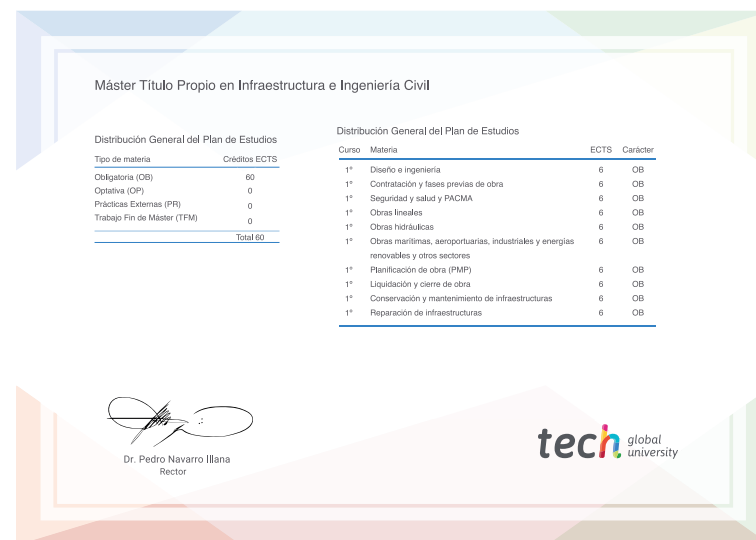 Máster Título Propio en Infraestructura e Ingeniería Civil
Distribución General del Plan de Estudios
Tipo de materia Créditos ECTS
Obligatoria (OB) 60
Optativa (OP) 0
Prácticas Externas (PR) 0
Trabajo Fin de Máster (TFM) 0
Total 60
Distribución General del Plan de Estudios
Curso Materia ECTS Carácter
1º Diseño e ingeniería 6 OB
1º Contratación y fases previas de obra 6 OB
1º Seguridad y salud y PACMA 6 OB
1º Obras lineales 6 OB
1º Obras hidráulicas 6 OB
1º Obras marítimas, aeroportuarias, industriales y energías 6 OB
renovables y otros sectores
1º Planificación de obra (PMP) 6 OB
1º Liquidación y cierre de obra 6 OB
1º Conservación y mantenimiento de infraestructuras 6 OB
1º Reparación de infraestructuras 6 OB
Dr. Pedro Navarro Illana
Rector
tech global
university